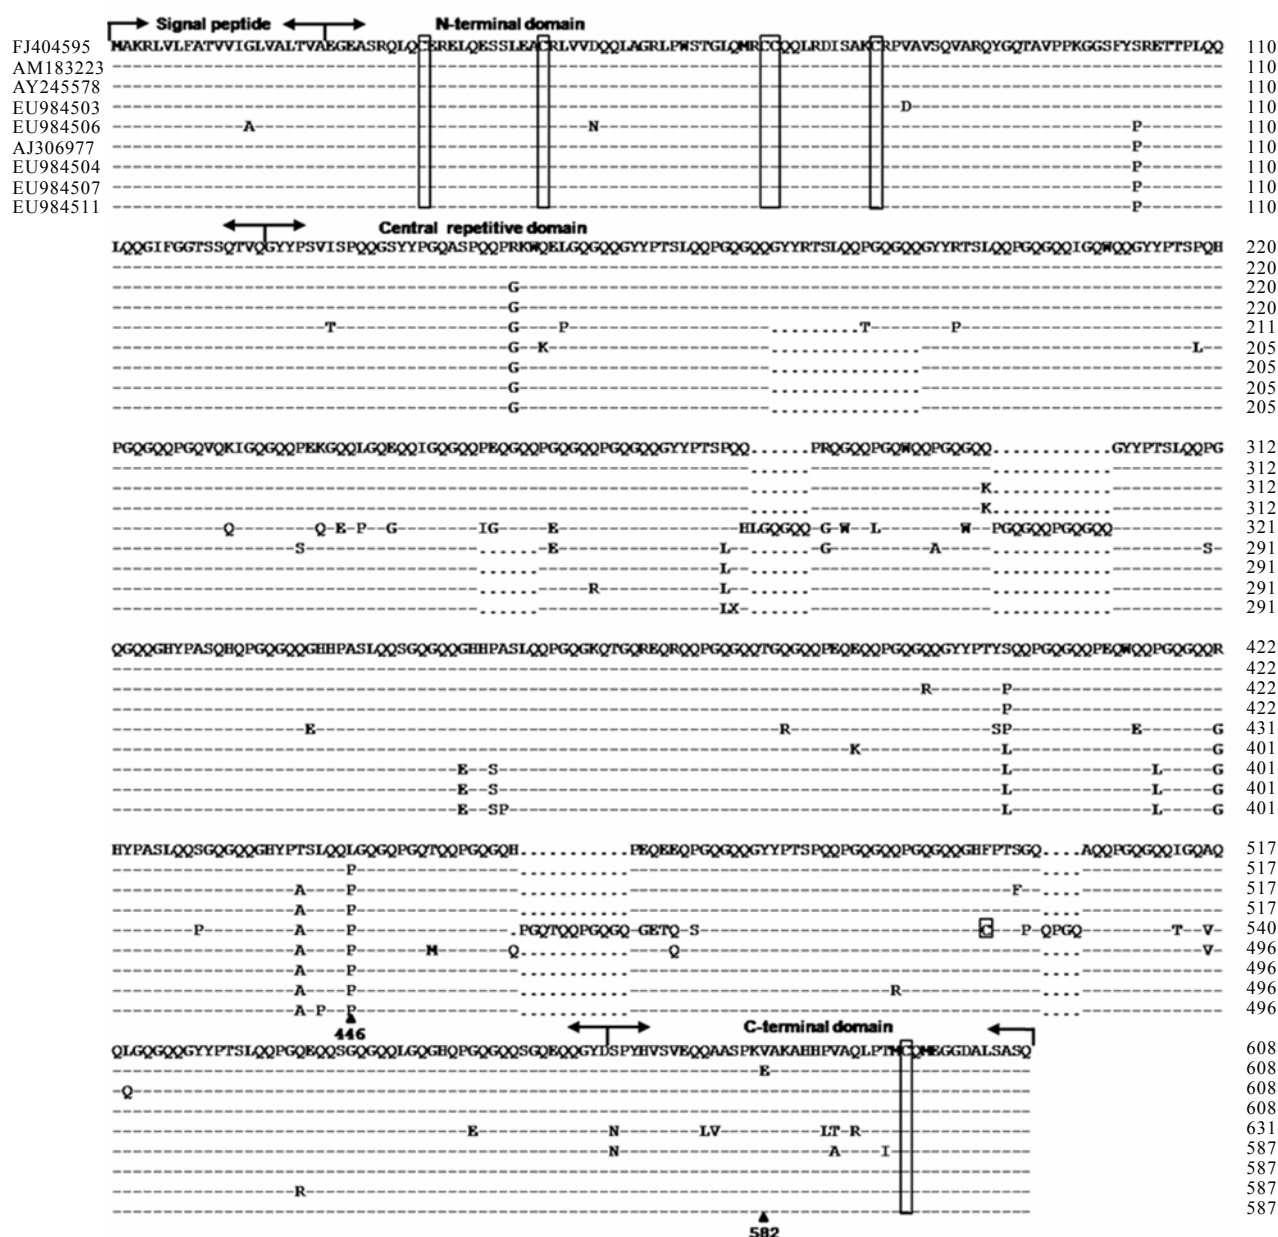 Signal peptide N-terminal domain
FJ404595 MAKRLVLFATVVIGLVALTVAEGEASRQLQCERELQESSLEACRLVVDQQLAGRLPWSTGLQMRCCQQLRDISAKCRPVAVSQVARQYGQTAVPPKGGSFYSRETTPLQQ 110
AM183223 110
AY245578 110
EU984503 D 110
EU984506 A N P 110
AJ306977 P 110
EU984504 P 110
EU984507 P 110
EU984511 P 110
Central repetitive domain
LQQGIFGGTSSQTVQGYYPSVISPQQGSYYPGQASPQQPRKWQELGQGQQGYYPTSLQQPGQGQQGYYRTSLQQPGQGQQGYYRTSLQQPGQGQQIGQWQQGYYPTSPQH 220
220
G 220
G 220
T G P .........T P 211
G K ............... L 205
G ............... 205
G ............... 205
G ............... 205
PGQGQQPGQVQKIGQGQQPEKGQQLGQEQQIGQGQQPEQGQQPGQGQQPGQGQQGYYPTSPQQ......PRQGQQPGQWQQPGQGQQ............GYYPTSLQQPG 312
...... ............ 312
...... K............ 312
...... K............ 312
Q Q E P G IG E HLGQGQQ G W L W PGQGQQPGQGQQ 321
S ...... E L ...... G A ............ S 291
...... L ...... ............ 291
...... R L ...... ............ 291
...... LX ...... ............ 291
QGQQGHYPASQHQPGQGQQGHHPASLQQSGQGQQGHHPASLQQPGQGKQTGQREQRQQPGQGQQTGQGQQPEQEQQPGQGQQGYYPTYSQQPGQGQQPEQWQQPGQGQQR 422
422
R P 422
P 422
E R SP E G 431
K L G 401
E S L L G 401
E S L L G 401
E SP L L G 401
HYPASLQQSGQGQQGHYPTSLQQLGQGQPGQTQQPGQGQH...........PEQEEQPGQGQQGYYPTSPQQPGQGQQPGQGQQGHFPTSGQ....AQQPGQGQQIGQAQ 517
P ........... .... 517
A P ........... F .... 517
A P ........... .... 517
P A P .PGQTQQPGQGQ GETQ S C P QPGQ T V 540
A P M Q........... Q .... V 496
A P ........... .... 496
A P ........... R .... 496
A P P ........... .... 496
446 C-terminal domain
QLGQGQQGYYPTSLQQPGQEQQSGQGQQLGQGHQPGQGQQSGQEQQGYDSPYHVSVEQQAASPKVAKAHHPVAQLPTMCQMEGGDALSASQ 608
E 608
Q 608
608
E N LV LT R 631
N A I 587
587
R 587
587
582